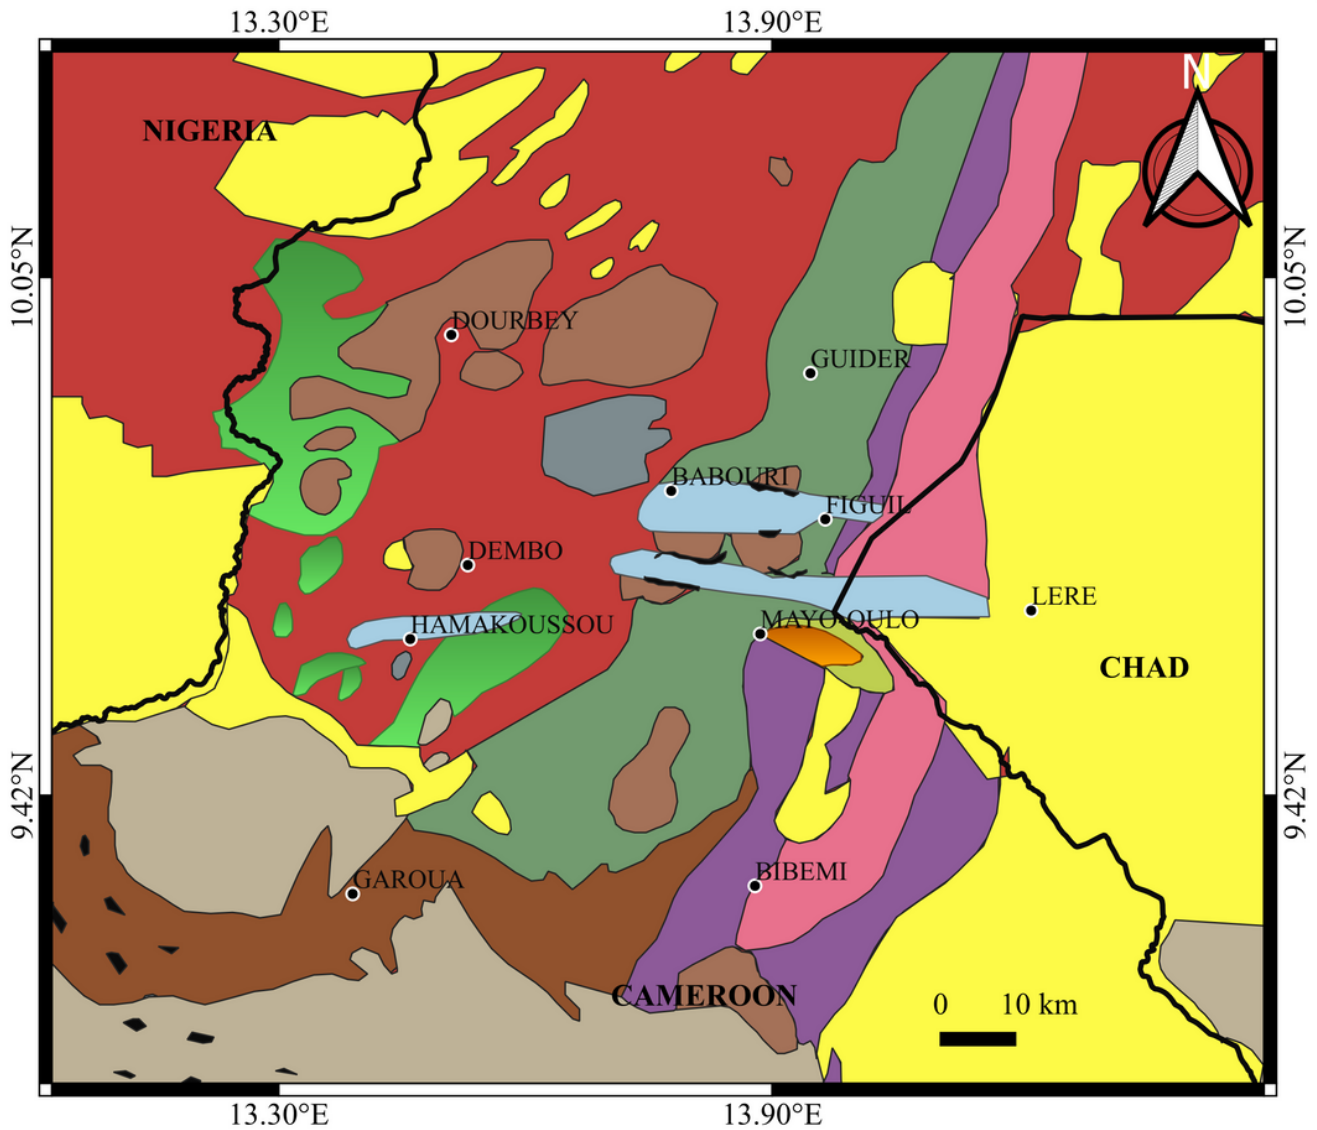 13.30°E 13.90°E
N
NIGERIA
10.05°N 10.05°N
DOURBEY
GUIDER
BABOURI
FIGUIL
DEMBO
LERE
HAMAKOUSSOU
MAYO-OULO
CHAD
9.42°N 9.42°N
BIBEMI
GAROUA
CAMEROON
0 10 km
13.30°E 13.90°E